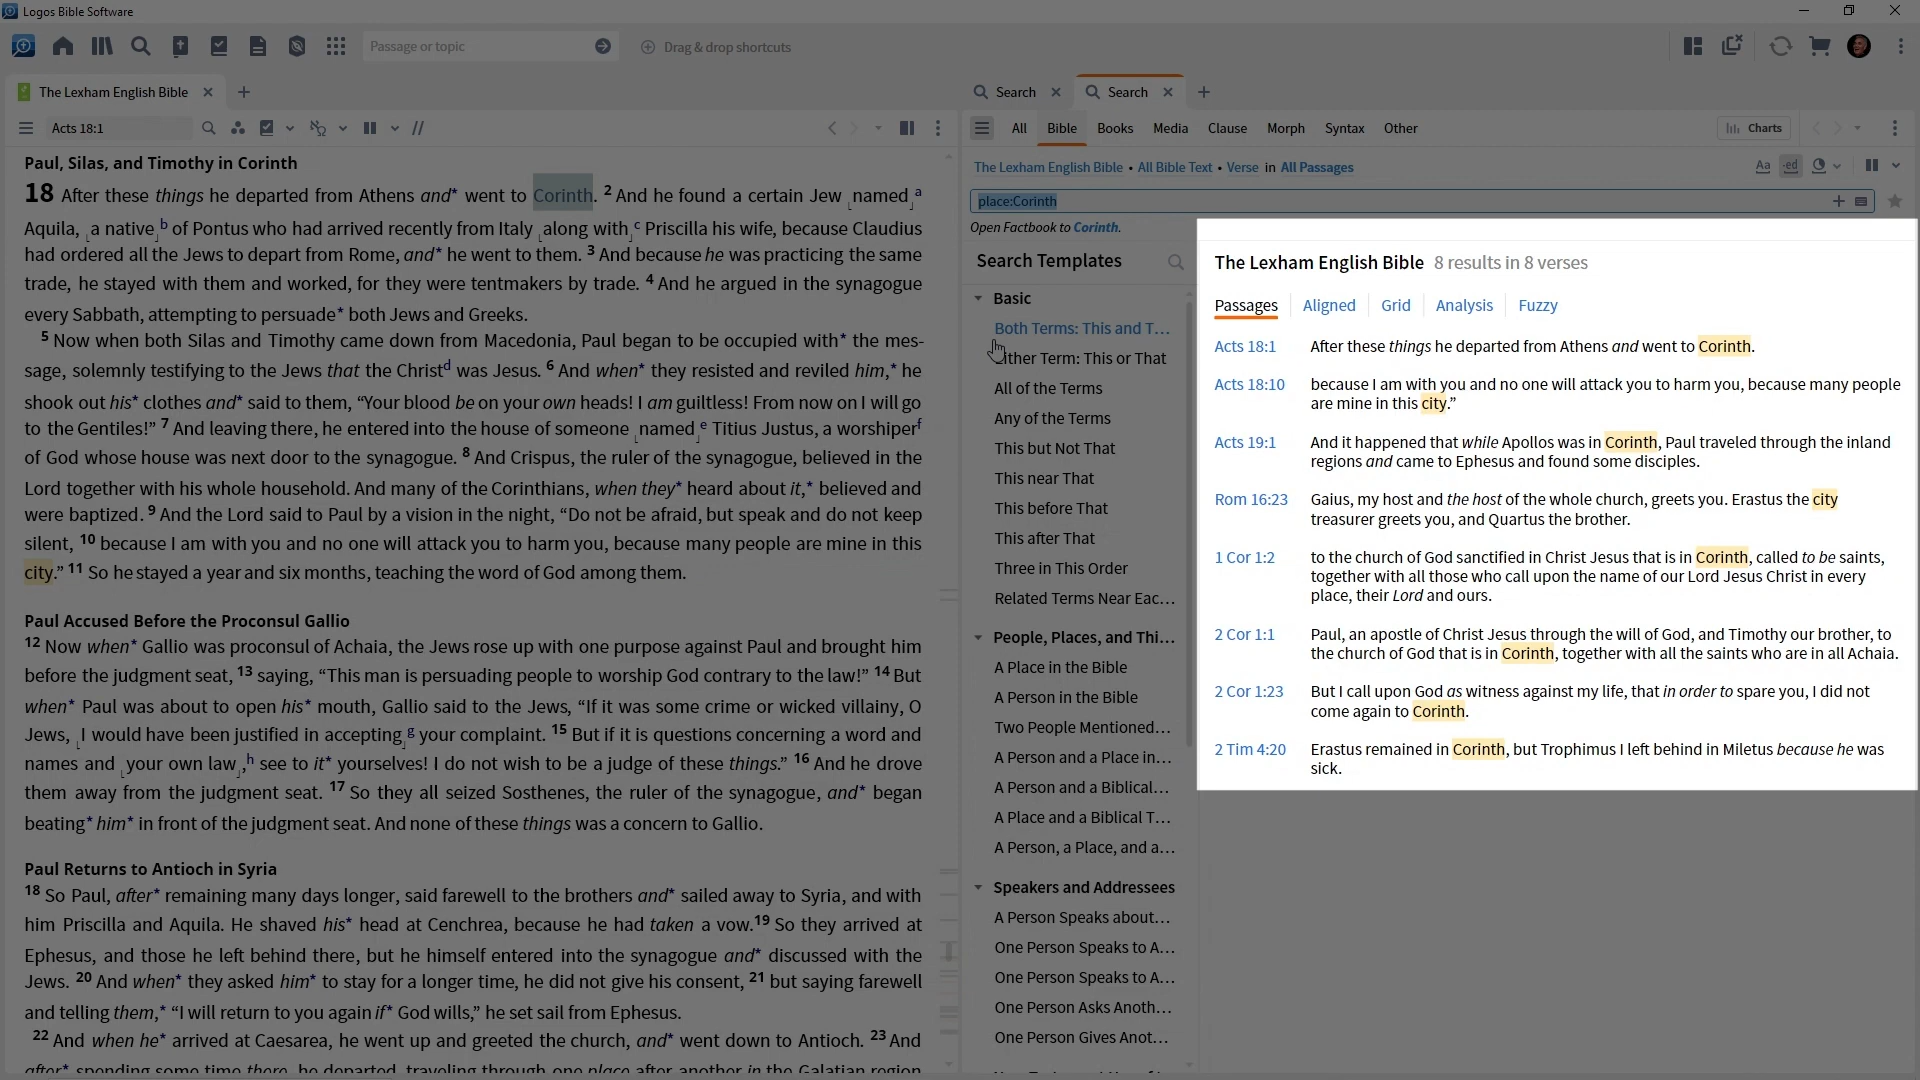 Logos Bible Software
Passage or topic
Drag & drop shortcuts
The Lexham English Bible
Acts 18:1
Paul, Silas, and Timothy in Corinth
18 After these things he departed from Athens and* went to Corinth. 2 And he found a certain Jew ⌞named⌟a
Aquila, ⌞a native⌟b of Pontus who had arrived recently from Italy ⌞along with⌟c Priscilla his wife, because Claudius
had ordered all the Jews to depart from Rome, and* he went to them. 3 And because he was practicing the same
trade, he stayed with them and worked, for they were tentmakers by trade. 4 And he argued in the synagogue
every Sabbath, attempting to persuade* both Jews and Greeks.
5 Now when both Silas and Timothy came down from Macedonia, Paul began to be occupied with* the mes-
sage, solemnly testifying to the Jews that the Christd was Jesus. 6 And when* they resisted and reviled him,* he
shook out his* clothes and* said to them, “Your blood be on your own heads! I am guiltless! From now on I will go
to the Gentiles!” 7 And leaving there, he entered into the house of someone ⌞named⌟e Titius Justus, a worshiperf
of God whose house was next door to the synagogue. 8 And Crispus, the ruler of the synagogue, believed in the
Lord together with his whole household. And many of the Corinthians, when they* heard about it,* believed and
were baptized. 9 And the Lord said to Paul by a vision in the night, “Do not be afraid, but speak and do not keep
silent, 10 because I am with you and no one will attack you to harm you, because many people are mine in this
city.” 11 So he stayed a year and six months, teaching the word of God among them.
Paul Accused Before the Proconsul Gallio
12 Now when* Gallio was proconsul of Achaia, the Jews rose up with one purpose against Paul and brought him
before the judgment seat, 13 saying, “This man is persuading people to worship God contrary to the law!” 14 But
when* Paul was about to open his* mouth, Gallio said to the Jews, “If it was some crime or wicked villainy, O
Jews, ⌞I would have been justified in accepting⌟g your complaint. 15 But if it is questions concerning a word and
names and ⌞your own law⌟,h see to it* yourselves! I do not wish to be a judge of these things.” 16 And he drove
them away from the judgment seat. 17 So they all seized Sosthenes, the ruler of the synagogue, and* began
beating* him* in front of the judgment seat. And none of these things was a concern to Gallio.
Paul Returns to Antioch in Syria
18 So Paul, after* remaining many days longer, said farewell to the brothers and* sailed away to Syria, and with
him Priscilla and Aquila. He shaved his* head at Cenchrea, because he had taken a vow.19 So they arrived at
Ephesus, and those he left behind there, but he himself entered into the synagogue and* discussed with the
Jews. 20 And when* they asked him* to stay for a longer time, he did not give his consent, 21 but saying farewell
and telling them,* “I will return to you again if* God wills,” he set sail from Ephesus.
22 And when he* arrived at Caesarea, he went up and greeted the church, and* went down to Antioch. 23 And
after* spending some time there, he departed, traveling through one place after another in the Galatian region
Search
Search
All Bible Books Media Clause Morph Syntax Other
Charts
The Lexham English Bible • All Bible Text • Verse in All Passages
Aa
-ed
place:Corinth
Open Factbook to Corinth.
Search Templates
Basic
Both Terms: This and T...
ither Term: This or That
All of the Terms
Any of the Terms
This but Not That
This near That
This before That
This after That
Three in This Order
Related Terms Near Eac...
People, Places, and Thi...
A Place in the Bible
A Person in the Bible
Two People Mentioned...
A Person and a Place in...
A Person and a Biblical...
A Place and a Biblical T...
A Person, a Place, and a...
Speakers and Addressees
A Person Speaks about...
One Person Speaks to A...
One Person Speaks to A...
One Person Asks Anoth...
One Person Gives Anot...
The Lexham English Bible 8 results in 8 verses
Passages Aligned Grid Analysis Fuzzy
Acts 18:1 After these things he departed from Athens and went to Corinth.
Acts 18:10 because I am with you and no one will attack you to harm you, because many people
are mine in this city.”
Acts 19:1 And it happened that while Apollos was in Corinth, Paul traveled through the inland
regions and came to Ephesus and found some disciples.
Rom 16:23 Gaius, my host and the host of the whole church, greets you. Erastus the city
treasurer greets you, and Quartus the brother.
1 Cor 1:2 to the church of God sanctified in Christ Jesus that is in Corinth, called to be saints,
together with all those who call upon the name of our Lord Jesus Christ in every
place, their Lord and ours.
2 Cor 1:1 Paul, an apostle of Christ Jesus through the will of God, and Timothy our brother, to
the church of God that is in Corinth, together with all the saints who are in all Achaia.
2 Cor 1:23 But I call upon God as witness against my life, that in order to spare you, I did not
come again to Corinth.
2 Tim 4:20 Erastus remained in Corinth, but Trophimus I left behind in Miletus because he was
sick.